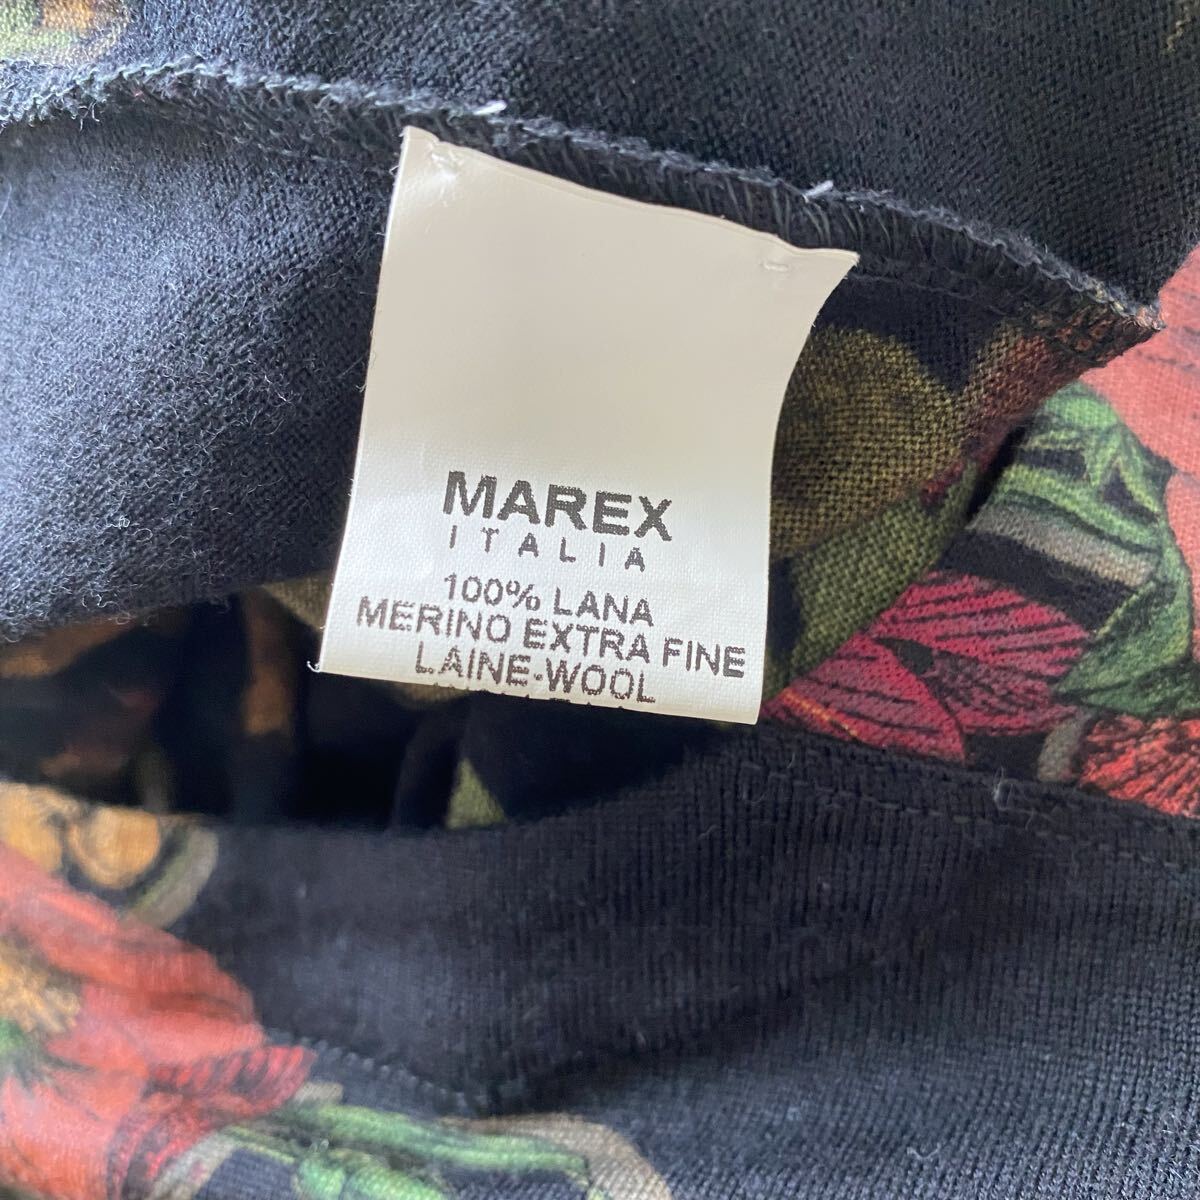 MAREX
ITALIA
100% LANA
MERINO EXTRA FINE
LAINE-WOOL